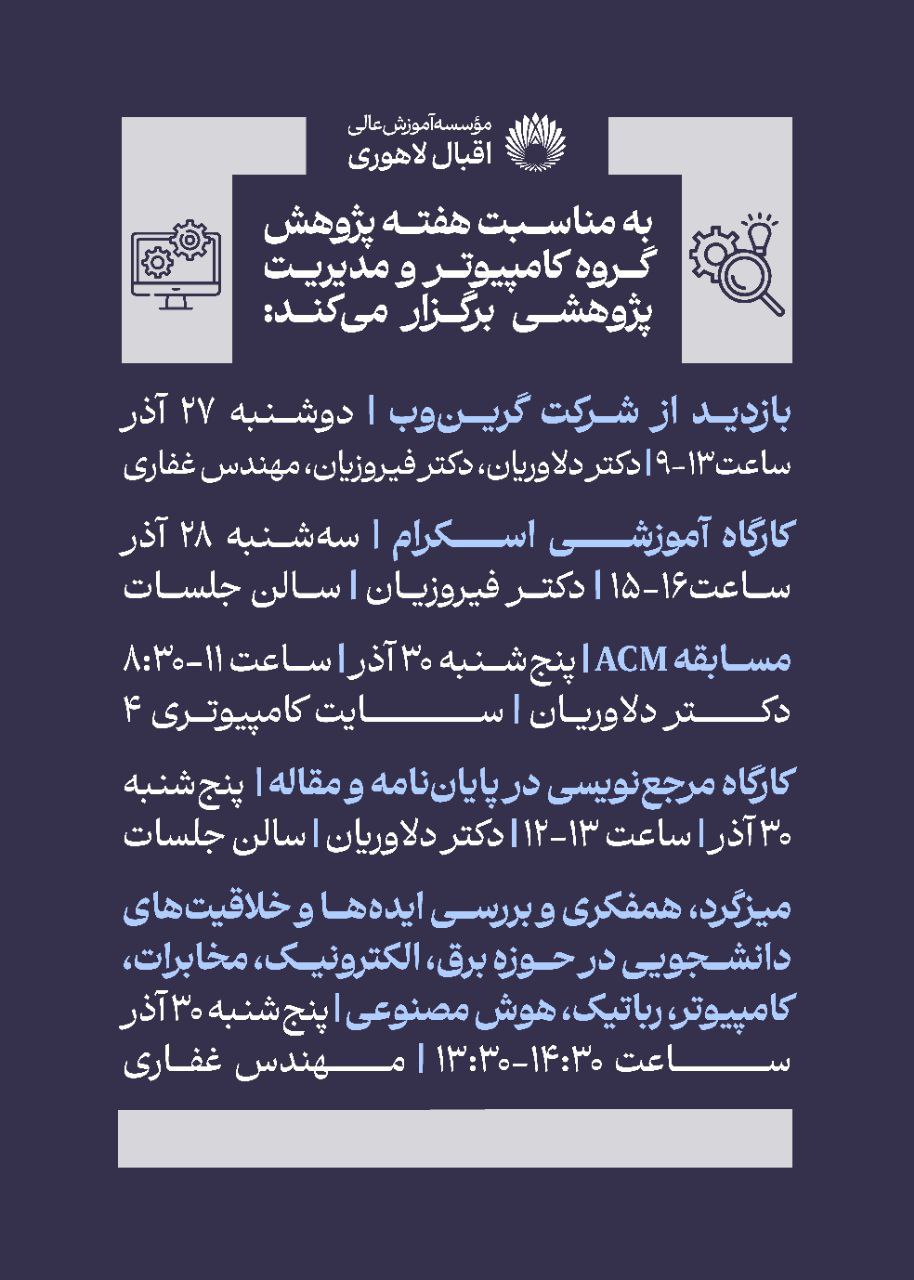 مؤسسه‌آموزش‌عالی
اقبال لاهوری
به مناسبت هفته پژوهش
گروه کامپیوتر و مدیریت
پژوهشی برگزار می‌کند:
بازدید از شرکت گرین‌وب | دوشنبه ۲۷ آذر
ساعت ۱۳-۹ | دکتر دلاوریان، دکتر فیروزیان، مهندس غفاری
کارگاه آموزشی اسکرام | سه‌شنبه ۲۸ آذر
ساعت ۱۶-۱۵ | دکتر فیروزیان | سالن جلسات
مسابقه ACM | پنج‌شنبه ۳۰ آذر | ساعت ۱۱-۸:۳۰
دکتر دلاوریان | سایت کامپیوتری ۴
کارگاه مرجع‌نویسی در پایان‌نامه و مقاله | پنج‌شنبه
۳۰ آذر | ساعت ۱۳-۱۲ | دکتر دلاوریان | سالن جلسات
میزگرد، همفکری و بررسی ایده‌ها و خلاقیت‌های
دانشجویی در حوزه برق، الکترونیک، مخابرات،
کامپیوتر، رباتیک، هوش مصنوعی | پنج‌شنبه ۳۰ آذر
ساعت ۱۴:۳۰-۱۳:۳۰ | مهندس غفاری